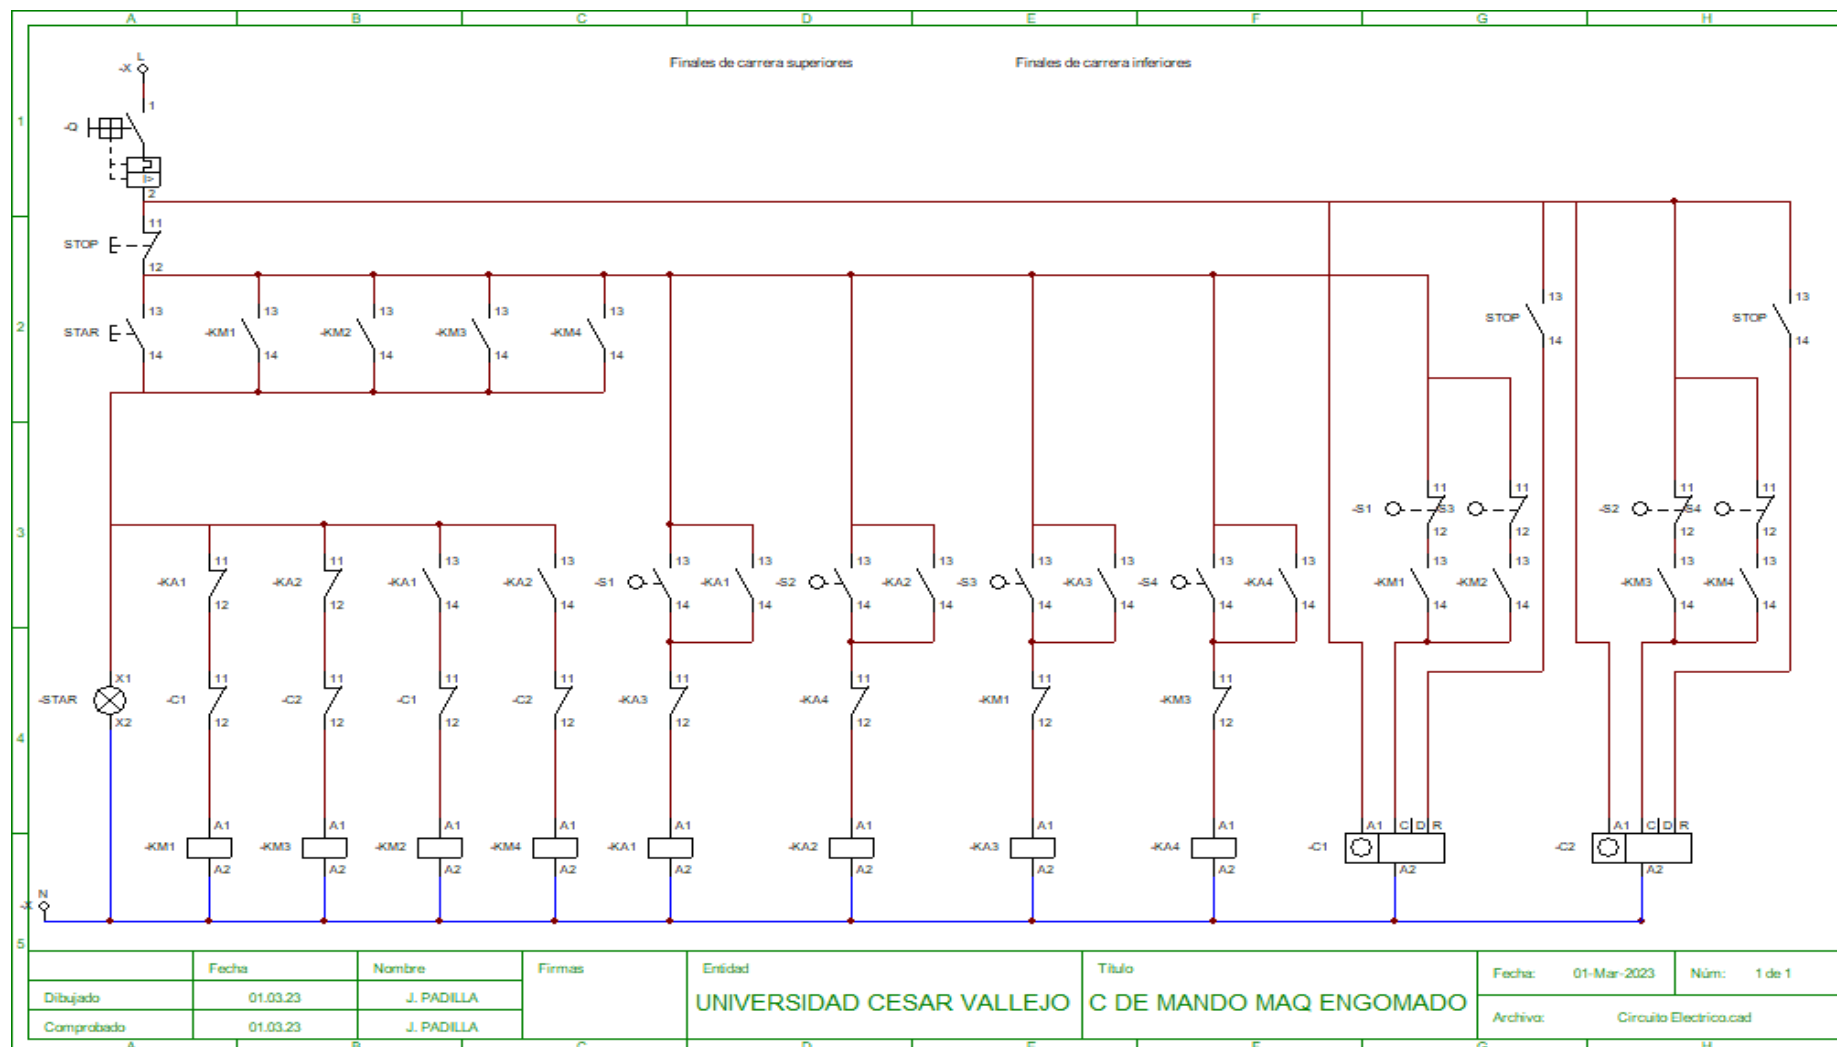 A B C D E F G H
Finales de carrera superiores Finales de carrera inferiores
L
-X
1
1
-Q
I>
2
11
STOP
12
13 13 13 13 13 13 13
2 STAR -KM1 -KM2 -KM3 -KM4 STOP STOP
14 14 14 14 14 14 14
11 11 11 11
-S1 -S3 -S2 -S4
12 12 12 12
3
11 11 13 13 13 13 13 13 13 13 13 13 13 13 13 13
-KA1 -KA2 -KA1 -KA2 -S1 -KA1 -S2 -KA2 -S3 -KA3 -S4 -KA4 -KM1 -KM2 -KM3 -KM4
12 12 14 14 14 14 14 14 14 14 14 14 14 14 14 14
X1 11 11 11 11 11 11 11 11
-STAR -C1 -C2 -C1 -C2 -KA3 -KA4 -KM1 -KM3
X2 12 12 12 12 12 12 12 12
4
A1 A1 A1 A1 A1 A1 A1 A1 A1 C D R A1 C D R
-KM1 -KM3 -KM2 -KM4 -KA1 -KA2 -KA3 -KA4 -C1 -C2
A2 A2 A2 A2 A2 A2 A2 A2 A2 A2
N
-X
5
Fecha Nombre Firmas Entidad Título
Dibujado 01.03.23 J. PADILLA
Comprobado 01.03.23 J. PADILLA
UNIVERSIDAD CESAR VALLEJO
C DE MANDO MAQ ENGOMADO
Fecha: 01-Mar-2023 Núm: 1 de 1
Archivo: Circuito Electrico.cad
A B C D E F G H